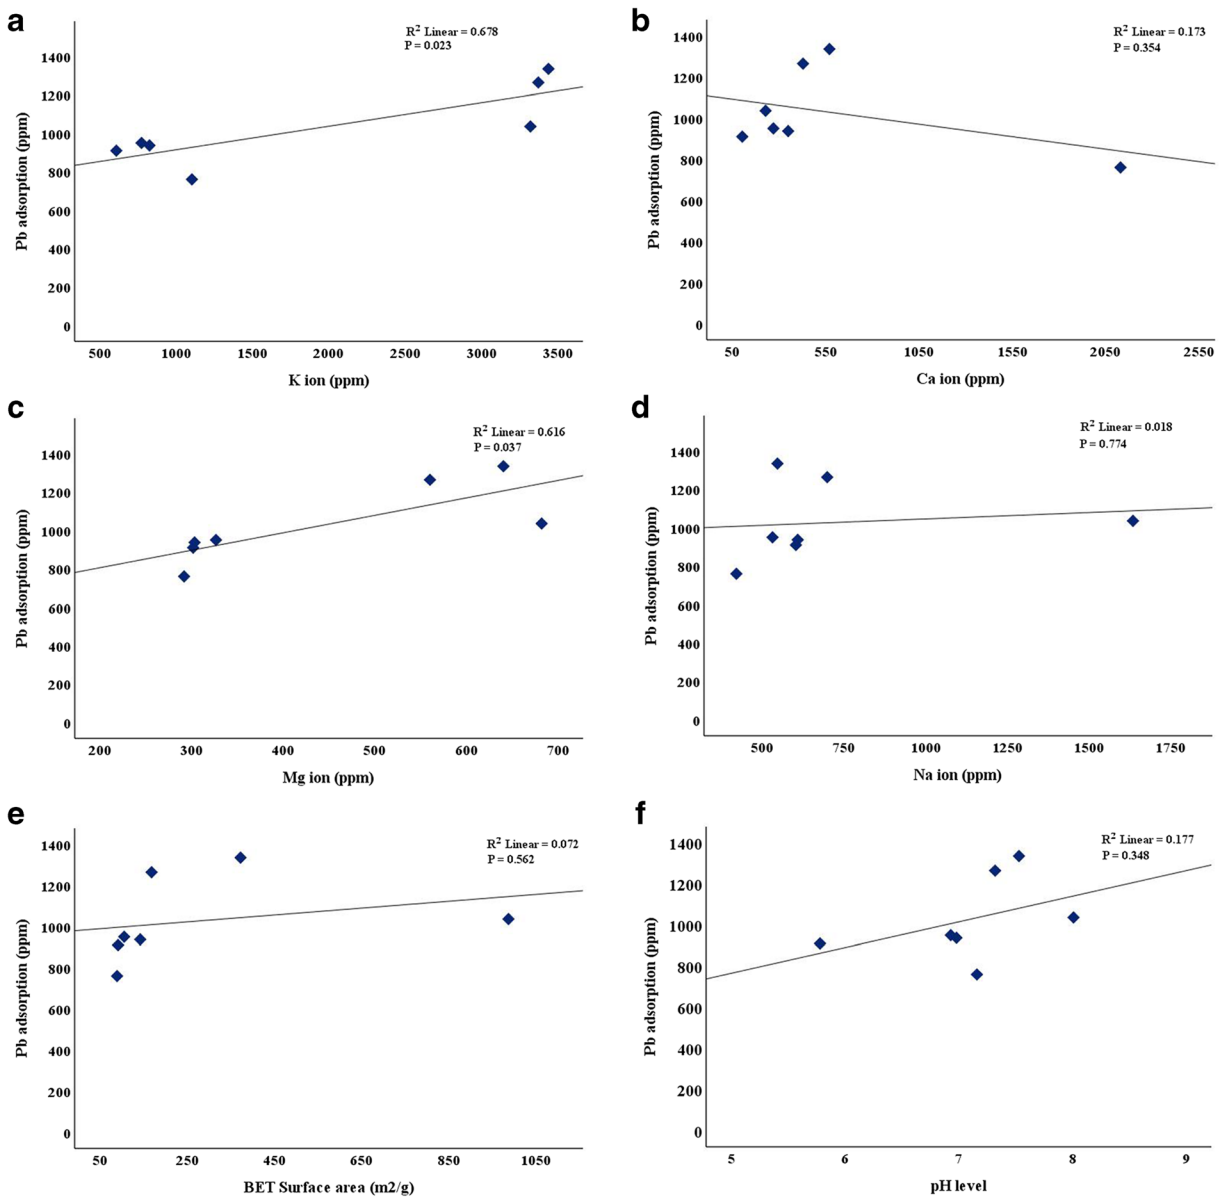 a
R2 Linear = 0.678
P = 0.023
1400
1200
1000
800
600
400
200
0
Pb adsorption (ppm)
500 1000 1500 2000 2500 3000 3500
K ion (ppm)
b
R2 Linear = 0.173
P = 0.354
1400
1200
1000
800
600
400
200
0
Pb adsorption (ppm)
50 550 1050 1550 2050 2550
Ca ion (ppm)
c
R2 Linear = 0.616
P = 0.037
1400
1200
1000
800
600
400
200
0
Pb adsorption (ppm)
200 300 400 500 600 700
Mg ion (ppm)
d
R2 Linear = 0.018
P = 0.774
1400
1200
1000
800
600
400
200
0
Pb adsorption (ppm)
500 750 1000 1250 1500 1750
Na ion (ppm)
e
R2 Linear = 0.072
P = 0.562
1400
1200
1000
800
600
400
200
0
Pb adsorption (ppm)
50 250 450 650 850 1050
BET Surface area (m2/g)
f
R2 Linear = 0.177
P = 0.348
1400
1200
1000
800
600
400
200
0
Pb adsorption (ppm)
5 6 7 8 9
pH level